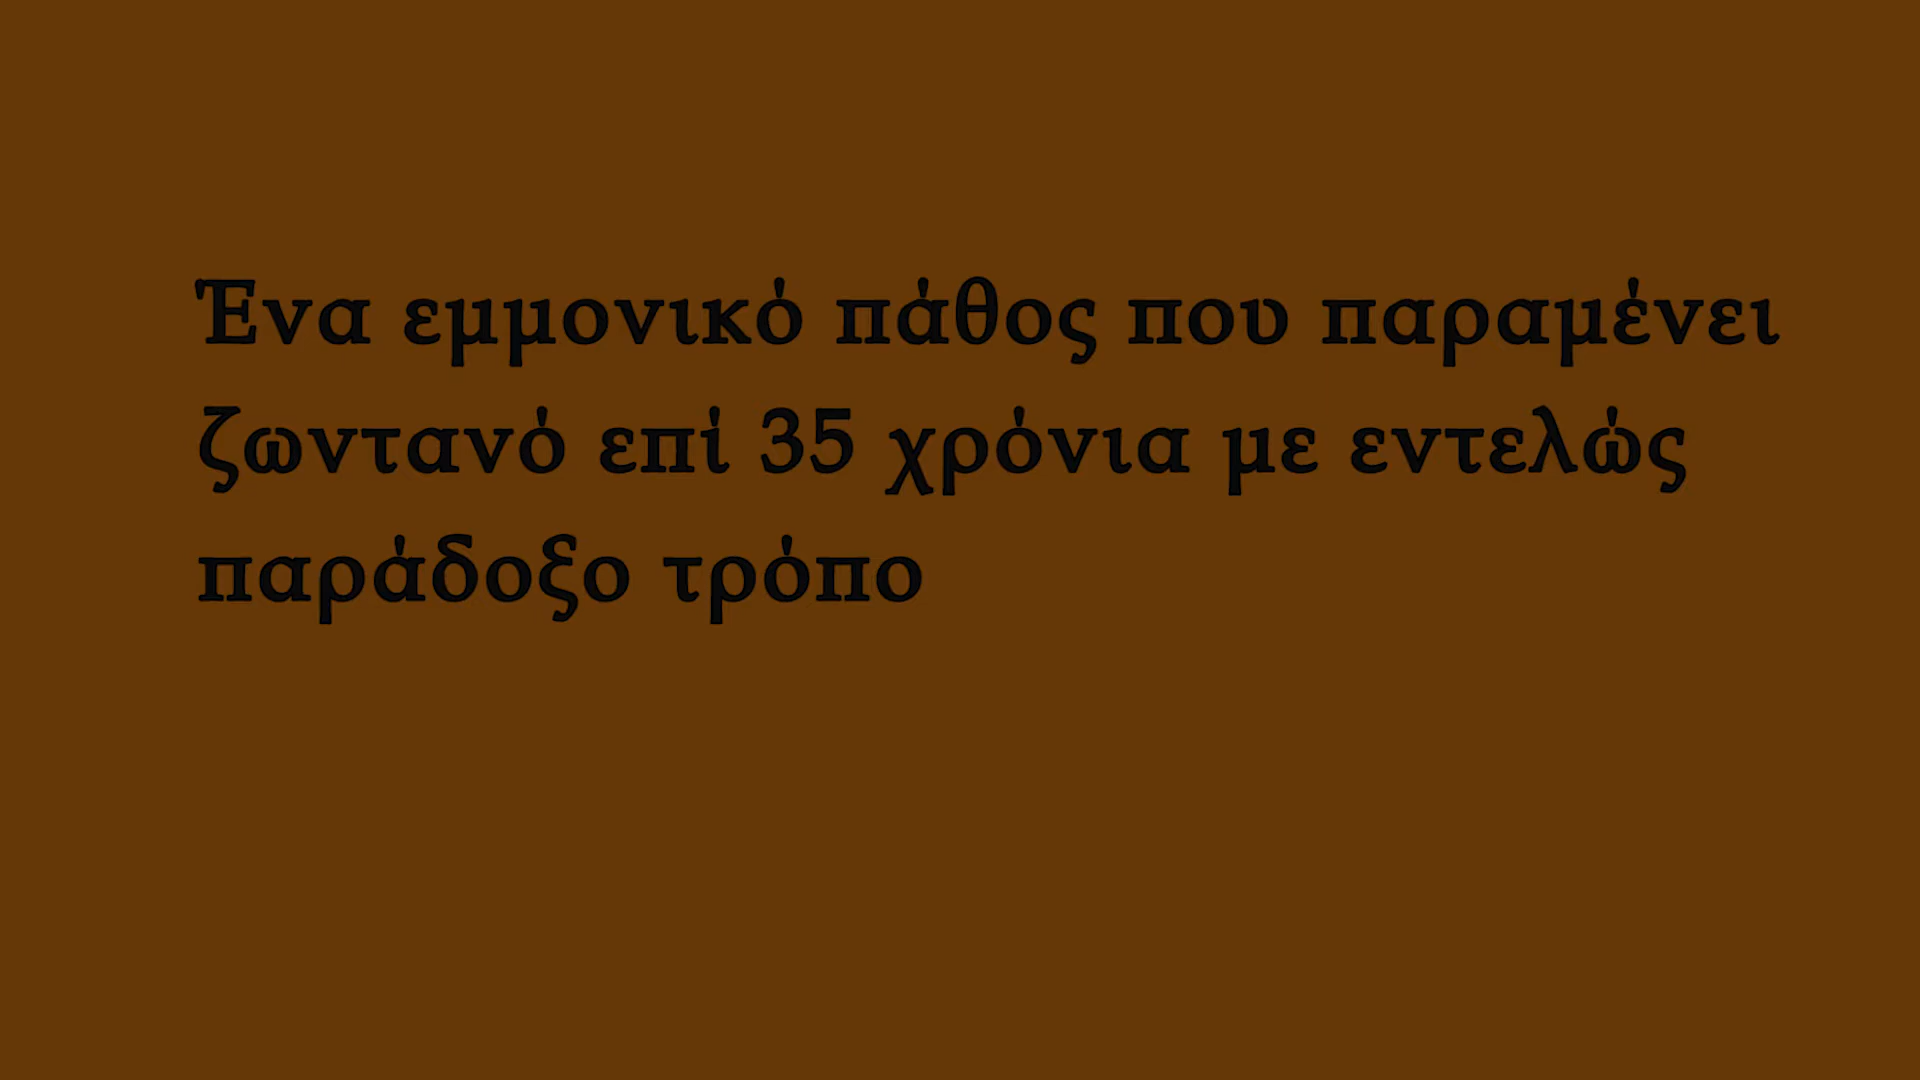 Ένα εμμονικό πάθος που παραμένει
ζωντανό επί 35 χρόνια με εντελώς
παράδοξο τρόπο